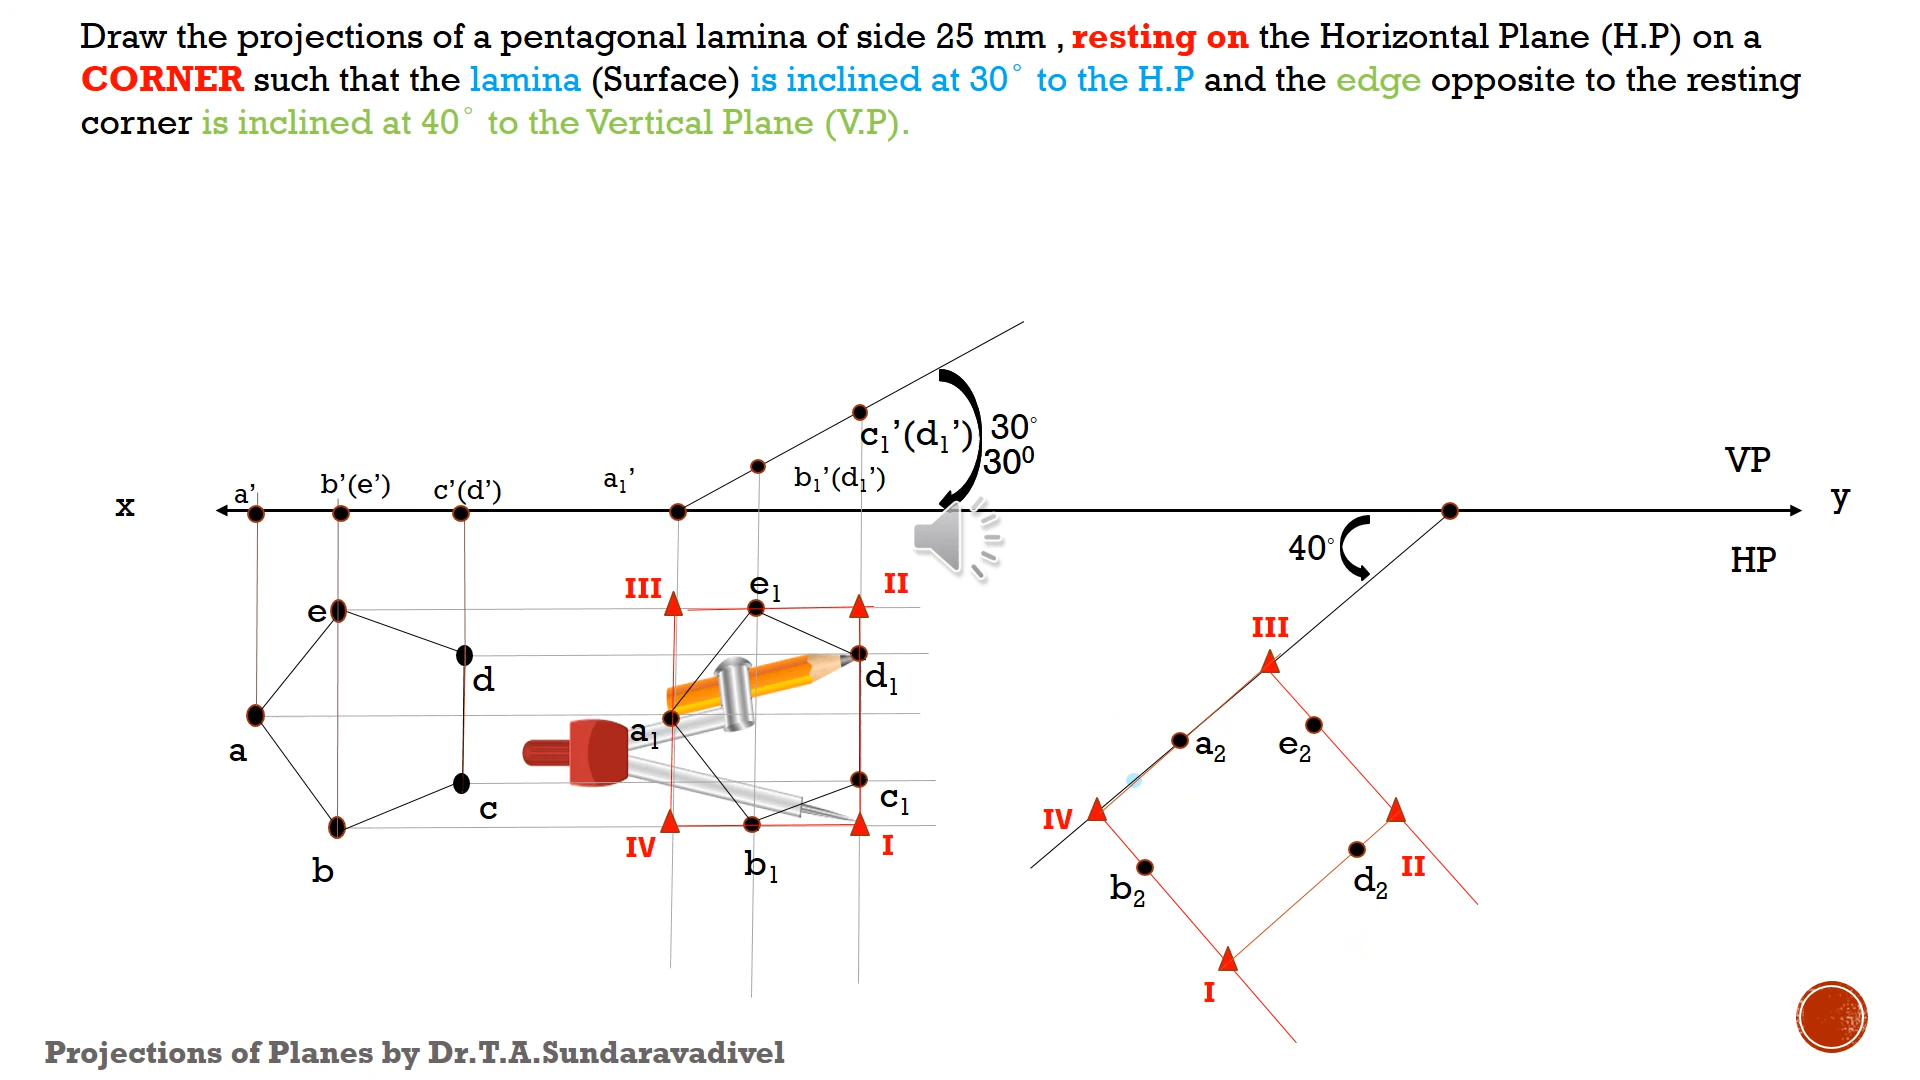 Draw the projections of a pentagonal lamina of side 25 mm , resting on the Horizontal Plane (H.P) on a
CORNER such that the lamina (Surface) is inclined at 30° to the H.P and the edge opposite to the resting
corner is inclined at 40° to the Vertical Plane (V.P).
c₁’(d₁’) 30°
30⁰
VP
x a’ b’(e’) c’(d’) a₁’ b₁’(d₁’) y
40° HP
III e₁ II
e III
d d₁
a a₁ a₂ e₂
c c₁ IV
IV b₁ I II
b b₂ d₂
I
Projections of Planes by Dr.T.A.Sundaravadivel